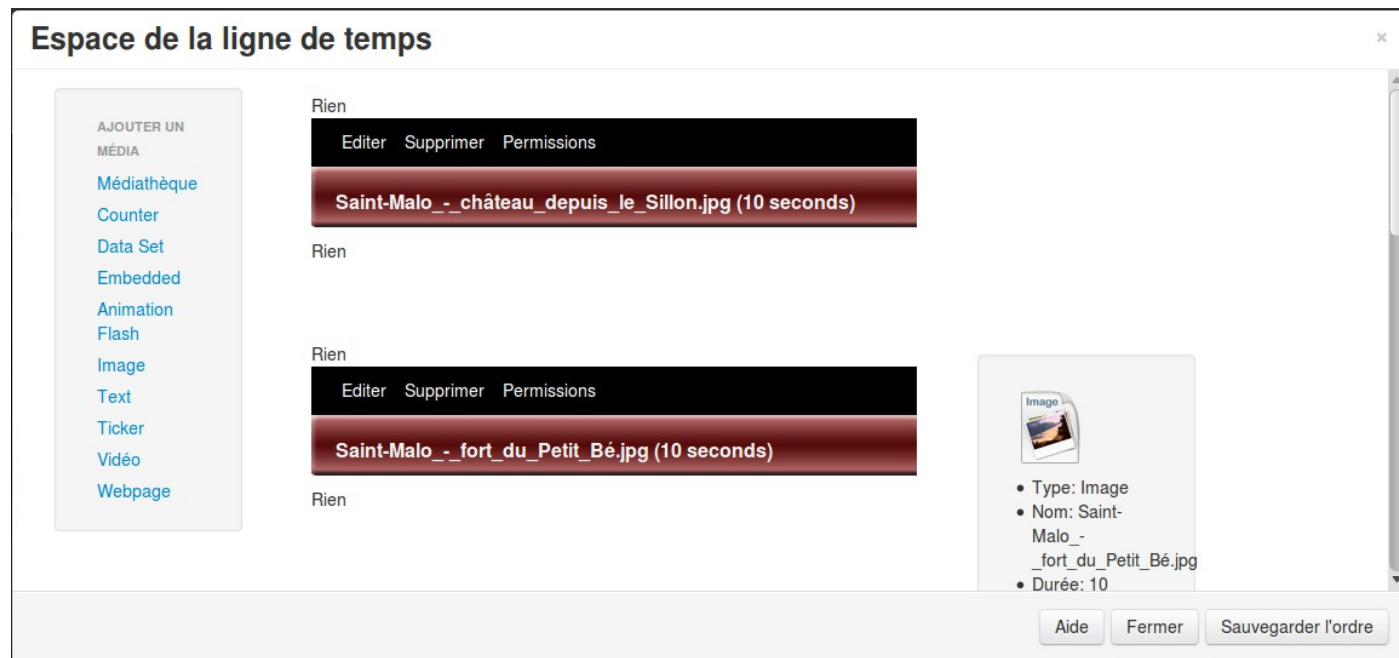 Espace de la ligne de temps
×
AJOUTER UN
MÉDIA
Médiathèque
Counter
Data Set
Embedded
Animation
Flash
Image
Text
Ticker
Vidéo
Webpage
Rien
Editer Supprimer Permissions
Saint-Malo_-_château_depuis_le_Sillon.jpg (10 seconds)
Rien
Rien
Editer Supprimer Permissions
Saint-Malo_-_fort_du_Petit_Bé.jpg (10 seconds)
Rien
Image
• Type: Image
• Nom: Saint-
Malo_-
_fort_du_Petit_Bé.jpg
• Durée: 10
Aide Fermer Sauvegarder l'ordre